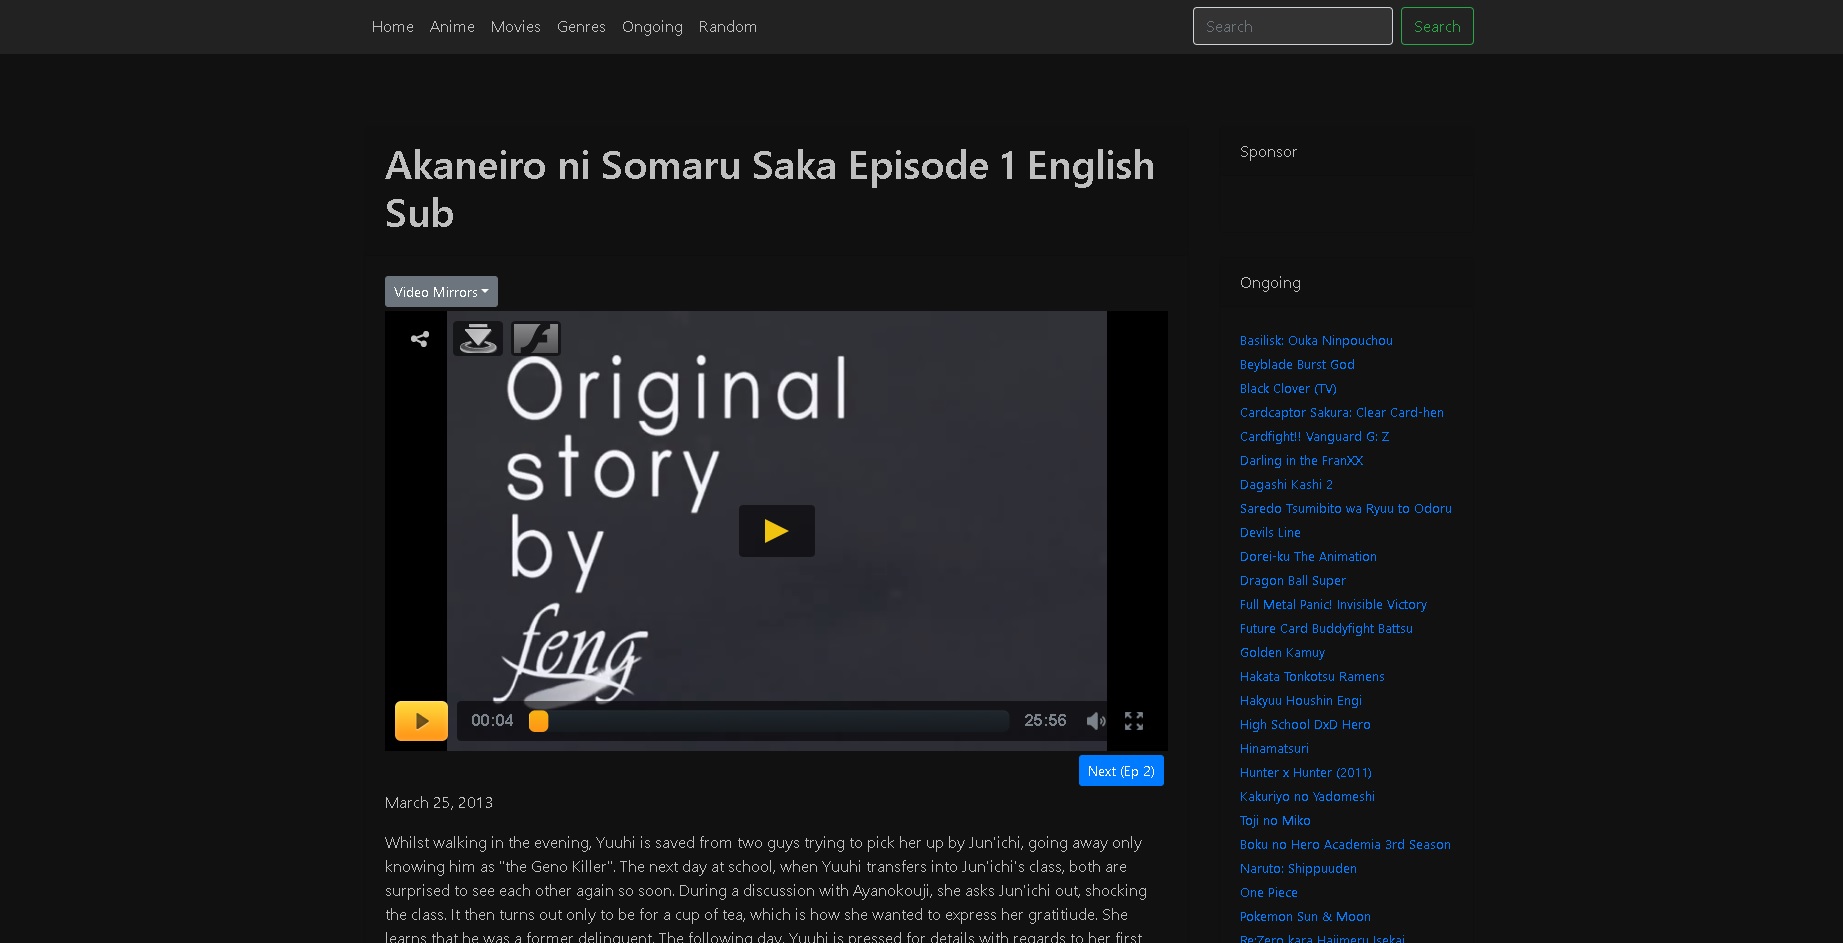 Home Anime Movies Genres Ongoing Random Search Search
Akaneiro ni Somaru Saka Episode 1 English
Sub
Video Mirrors
Original
story
by
feng
00:04 25:56
Next (Ep 2)
March 25, 2013
Whilst walking in the evening, Yuuhi is saved from two guys trying to pick her up by Jun'ichi, going away only
knowing him as "the Geno Killer". The next day at school, when Yuuhi transfers into Jun'ichi's class, both are
surprised to see each other again so soon. During a discussion with Ayanokouji, she asks Jun'ichi out, shocking
the class. It then turns out only to be for a cup of tea, which is how she wanted to express her gratitiude. She
learns that he was a former delinquent. The following day, Yuuhi is pressed for details with regards to her first
Sponsor
Ongoing
Basilisk: Ouka Ninpouchou
Beyblade Burst God
Black Clover (TV)
Cardcaptor Sakura: Clear Card-hen
Cardfight!! Vanguard G: Z
Darling in the FranXX
Dagashi Kashi 2
Saredo Tsumibito wa Ryuu to Odoru
Devils Line
Dorei-ku The Animation
Dragon Ball Super
Full Metal Panic! Invisible Victory
Future Card Buddyfight Battsu
Golden Kamuy
Hakata Tonkotsu Ramens
Hakyuu Houshin Engi
High School DxD Hero
Hinamatsuri
Hunter x Hunter (2011)
Kakuriyo no Yadomeshi
Toji no Miko
Boku no Hero Academia 3rd Season
Naruto: Shippuuden
One Piece
Pokemon Sun & Moon
Re:Zero kara Hajimeru Isekai